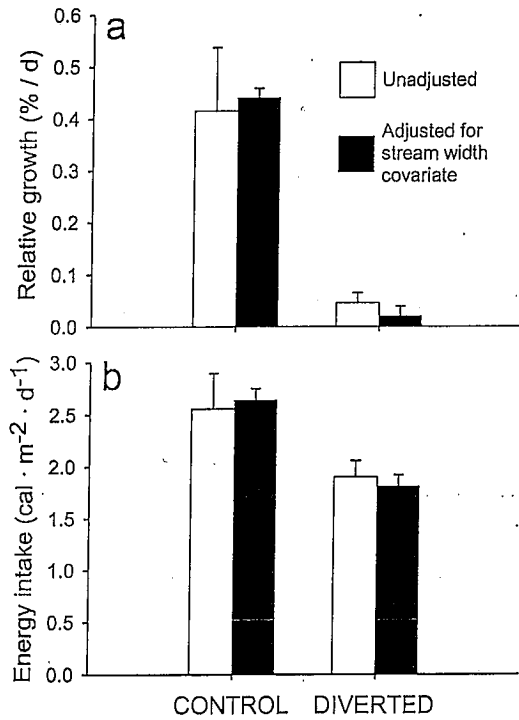 a
Relative growth (% / d)
0.6
0.5
0.4
0.3
0.2
0.1
0.0
Unadjusted
Adjusted for
stream width
covariate
b
Energy intake (cal · m⁻² · d⁻¹)
3.0
2.5
2.0
1.5
1.0
0.5
0.0
CONTROL DIVERTED